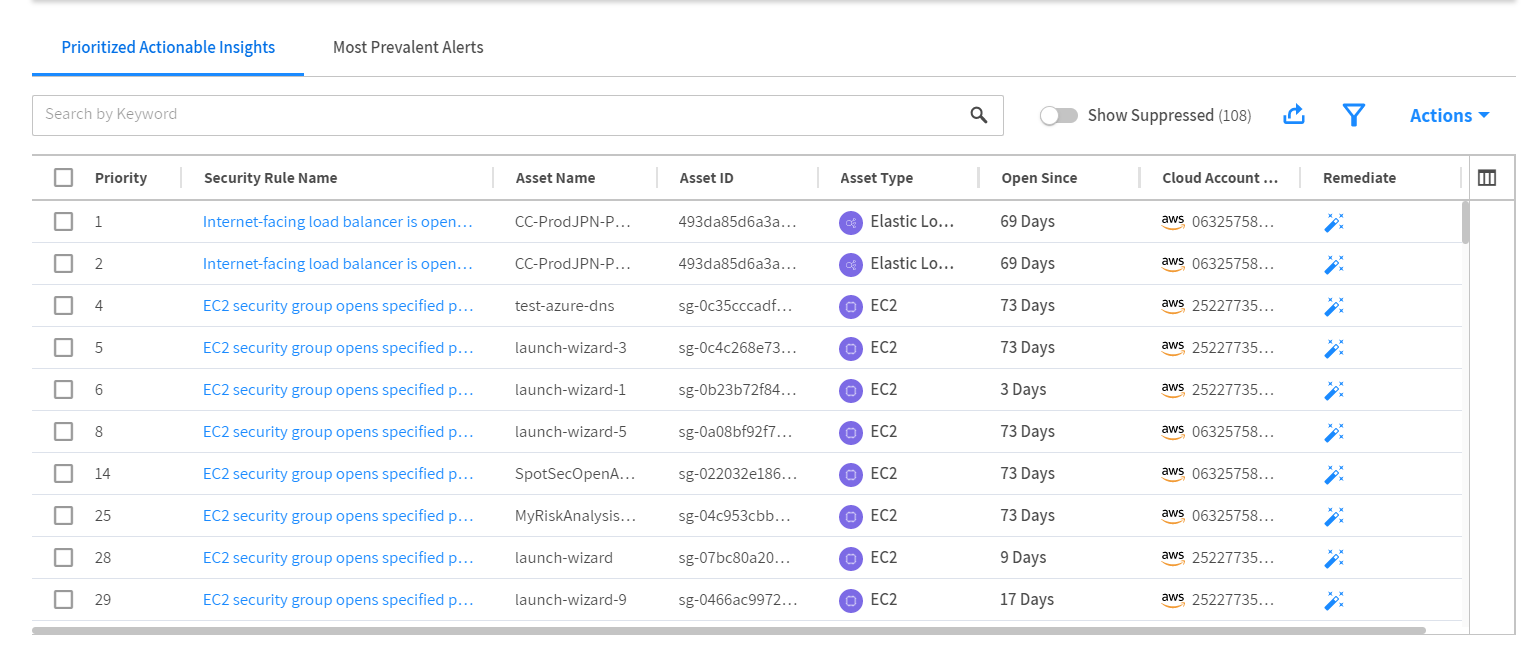 Prioritized Actionable Insights Most Prevalent Alerts
Search by Keyword Show Suppressed (108) Actions
Priority Security Rule Name Asset Name Asset ID Asset Type Open Since Cloud Account ... Remediate
1 Internet-facing load balancer is open... CC-ProdJPN-P... 493da85d6a3a... Elastic Lo... 69 Days aws 06325758...
2 Internet-facing load balancer is open... CC-ProdJPN-P... 493da85d6a3a... Elastic Lo... 69 Days aws 06325758...
4 EC2 security group opens specified p... test-azure-dns sg-0c35cccadf... EC2 73 Days aws 25227735...
5 EC2 security group opens specified p... launch-wizard-3 sg-0c4c268e73... EC2 73 Days aws 25227735...
6 EC2 security group opens specified p... launch-wizard-1 sg-0b23b72f84... EC2 3 Days aws 25227735...
8 EC2 security group opens specified p... launch-wizard-5 sg-0a08bf92f7... EC2 73 Days aws 06325758...
14 EC2 security group opens specified p... SpotSecOpenA... sg-022032e186... EC2 73 Days aws 06325758...
25 EC2 security group opens specified p... MyRiskAnalysis... sg-04c953cbb... EC2 73 Days aws 06325758...
28 EC2 security group opens specified p... launch-wizard sg-07bc80a20... EC2 9 Days aws 25227735...
29 EC2 security group opens specified p... launch-wizard-9 sg-0466ac9972... EC2 17 Days aws 25227735...